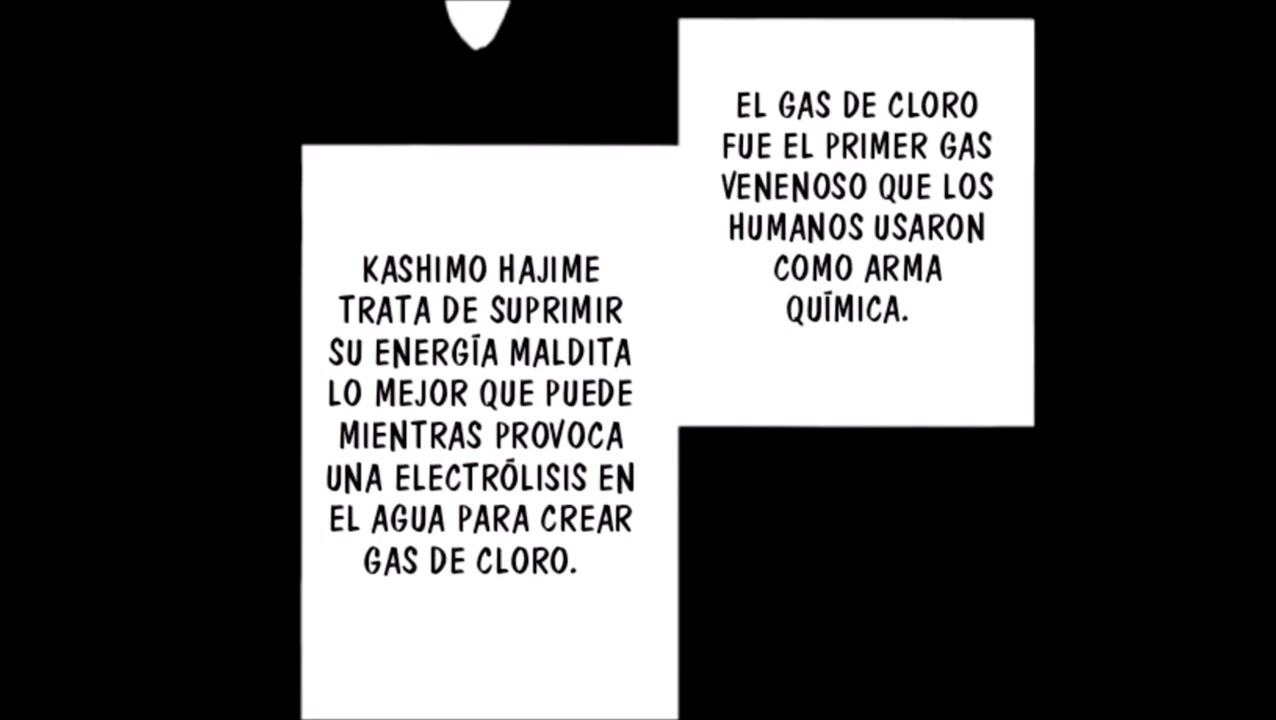 EL GAS DE CLORO
FUE EL PRIMER GAS
VENENOSO QUE LOS
HUMANOS USARON
COMO ARMA
QUÍMICA.
KASHIMO HAJIME
TRATA DE SUPRIMIR
SU ENERGÍA MALDITA
LO MEJOR QUE PUEDE
MIENTRAS PROVOCA
UNA ELECTRÓLISIS EN
EL AGUA PARA CREAR
GAS DE CLORO.